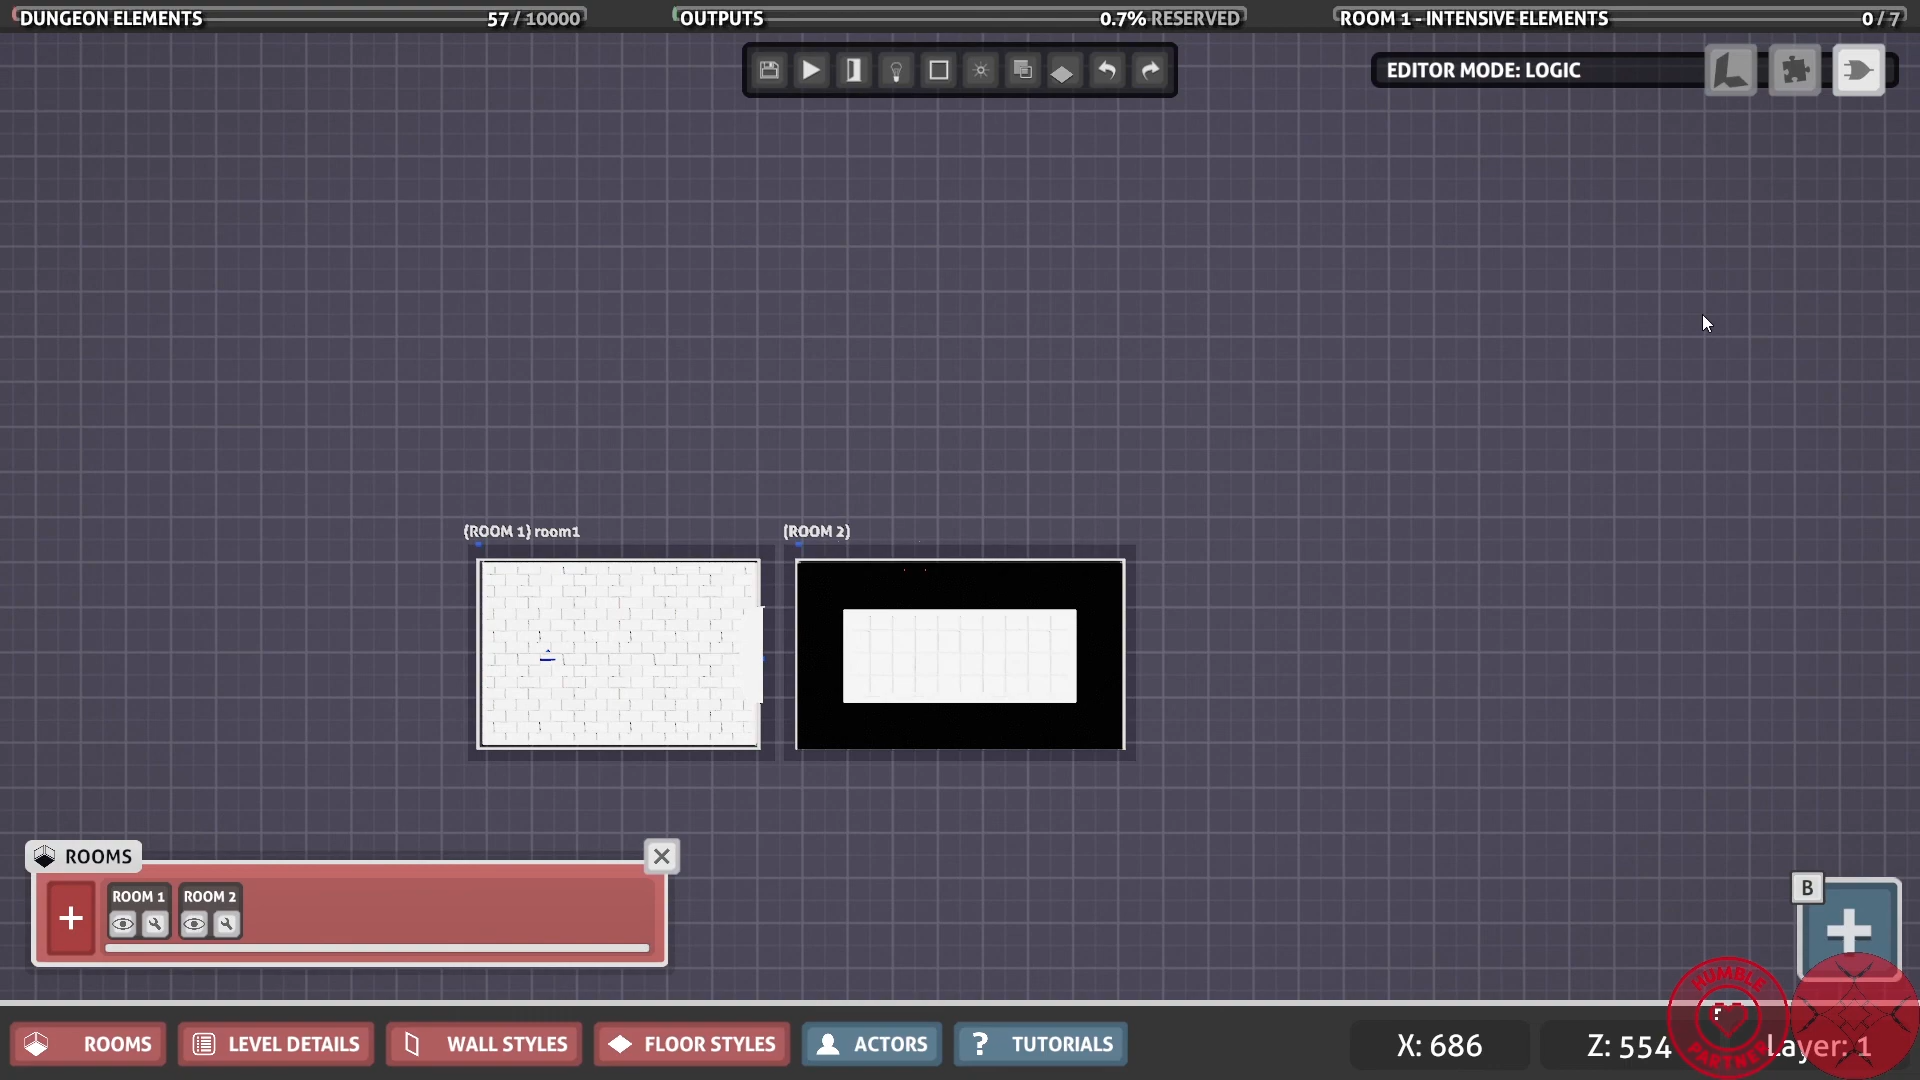 DUNGEON ELEMENTS 57 / 10000 OUTPUTS 0.7% RESERVED ROOM 1 - INTENSIVE ELEMENTS 0 / 7
EDITOR MODE: LOGIC
(ROOM 1) room1 (ROOM 2)
ROOMS
ROOM 1 ROOM 2
B
HUMBLE
PARTNER
ROOMS LEVEL DETAILS WALL STYLES FLOOR STYLES ACTORS ? TUTORIALS X: 686 Z: 554 Layer: 1